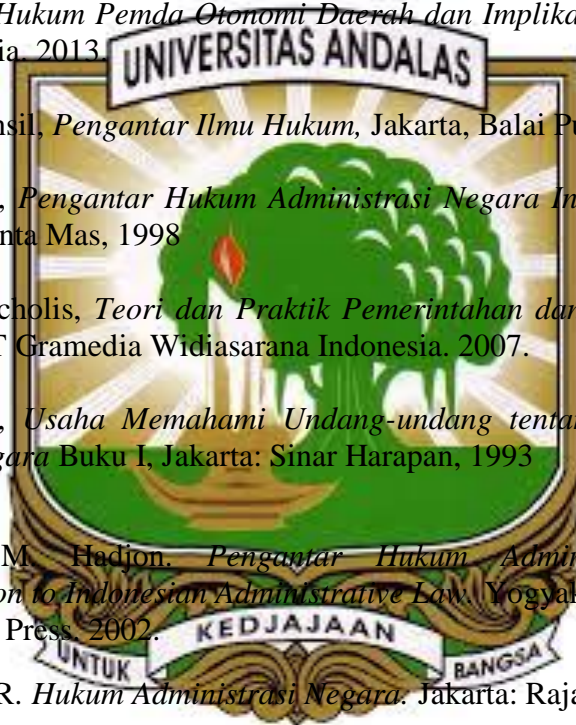 Hukum Pemda Otonomi Daerah dan Implika
ia. 2013.
UNIVERSITAS ANDALAS
nsil, Pengantar Ilmu Hukum, Jakarta, Balai Pu
, Pengantar Hukum Administrasi Negara In
nta Mas, 1998
cholis, Teori dan Praktik Pemerintahan dan
T Gramedia Widiasarana Indonesia. 2007.
, Usaha Memahami Undang-undang tentan
gara Buku I, Jakarta: Sinar Harapan, 1993
M. Hadjon. Pengantar Hukum Admin
on to Indonesian Administrative Law. Yogyak
Press. 2002.
UNTUK KEDJAJAAN BANGSA
R. Hukum Administrasi Negara. Jakarta: Raja